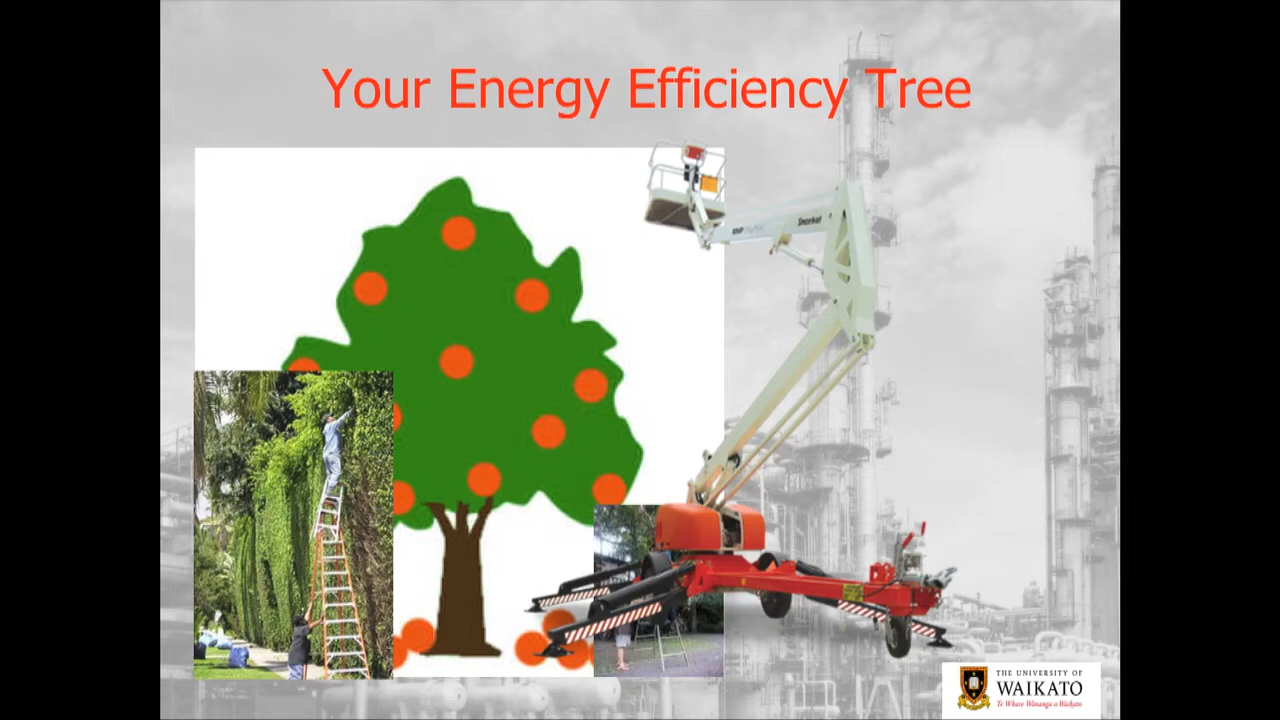 Your Energy Efficiency Tree
Snorkel
THE UNIVERSITY OF
WAIKATO
Te Whare Wānanga o Waikato